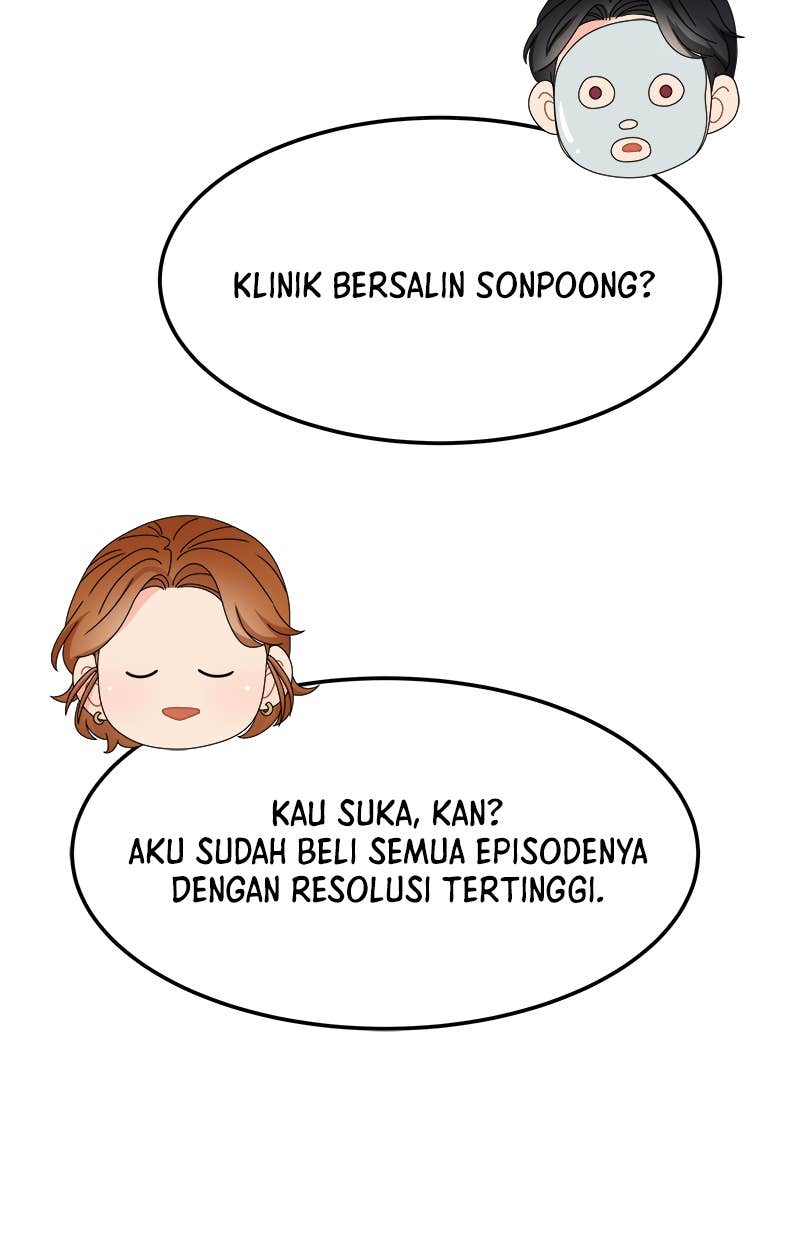 KLINIK BERSALIN SONPOONG?
KAU SUKA, KAN?
AKU SUDAH BELI SEMUA EPISODENYA
DENGAN RESOLUSI TERTINGGI.